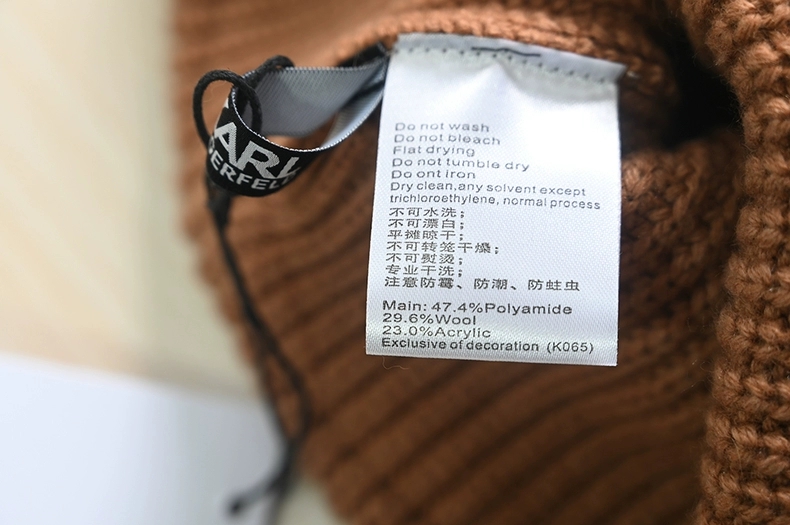 ARL
ERFEL
Do not wash
Do not bleach
Flat drying
Do not tumble dry
Do ont iron
Dry clean,any solvent except
trichloroethylene, normal process
不可水洗；
不可漂白；
平摊晾干；
不可转笼干燥；
不可熨烫；
专业干洗；
注意防霉、防潮、防蛀虫
Main: 47.4%Polyamide
29.6%Wool
23.0%Acrylic
Exclusive of decoration (K065)